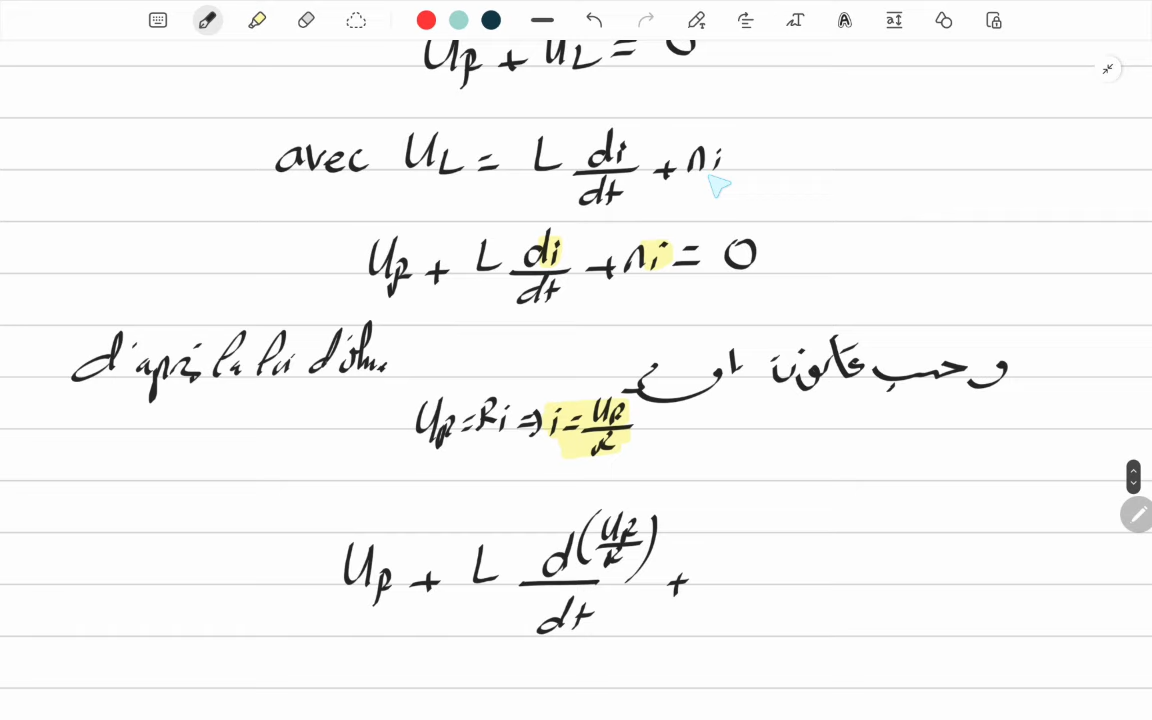 U_R + U_L = 0
avec U_L = L di/dt + ri
U_R + L di/dt + ri = 0
d'après la loi d'ohm وحسب قانون اوم
U_R = Ri ⇒ i = U_R/R
U_R + L d(U_R/R)/dt +